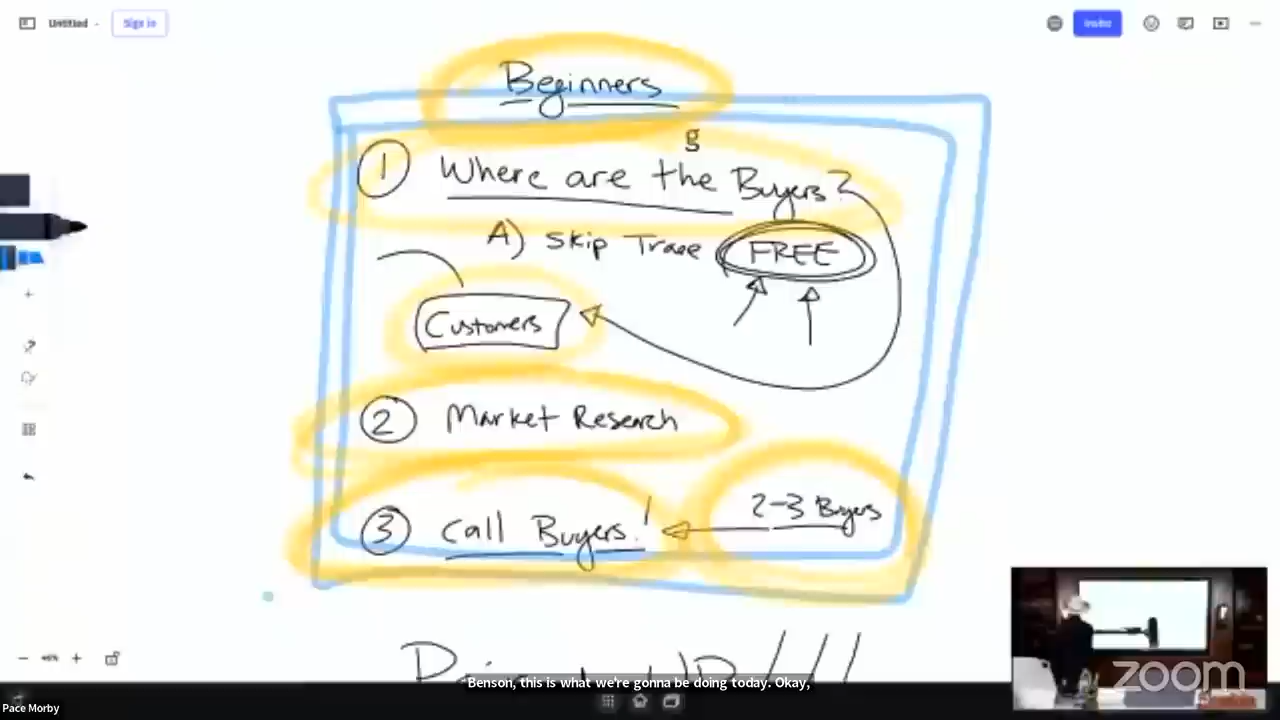 Untitled
Sign in
Invite
Beginners
g
① Where are the Buyers?
A) Skip Trace FREE
Customers
② Market Research
③ Call Buyers!
2-3 Buyers
Benson, this is what we're gonna be doing today. Okay,
zoom
Pace Morby